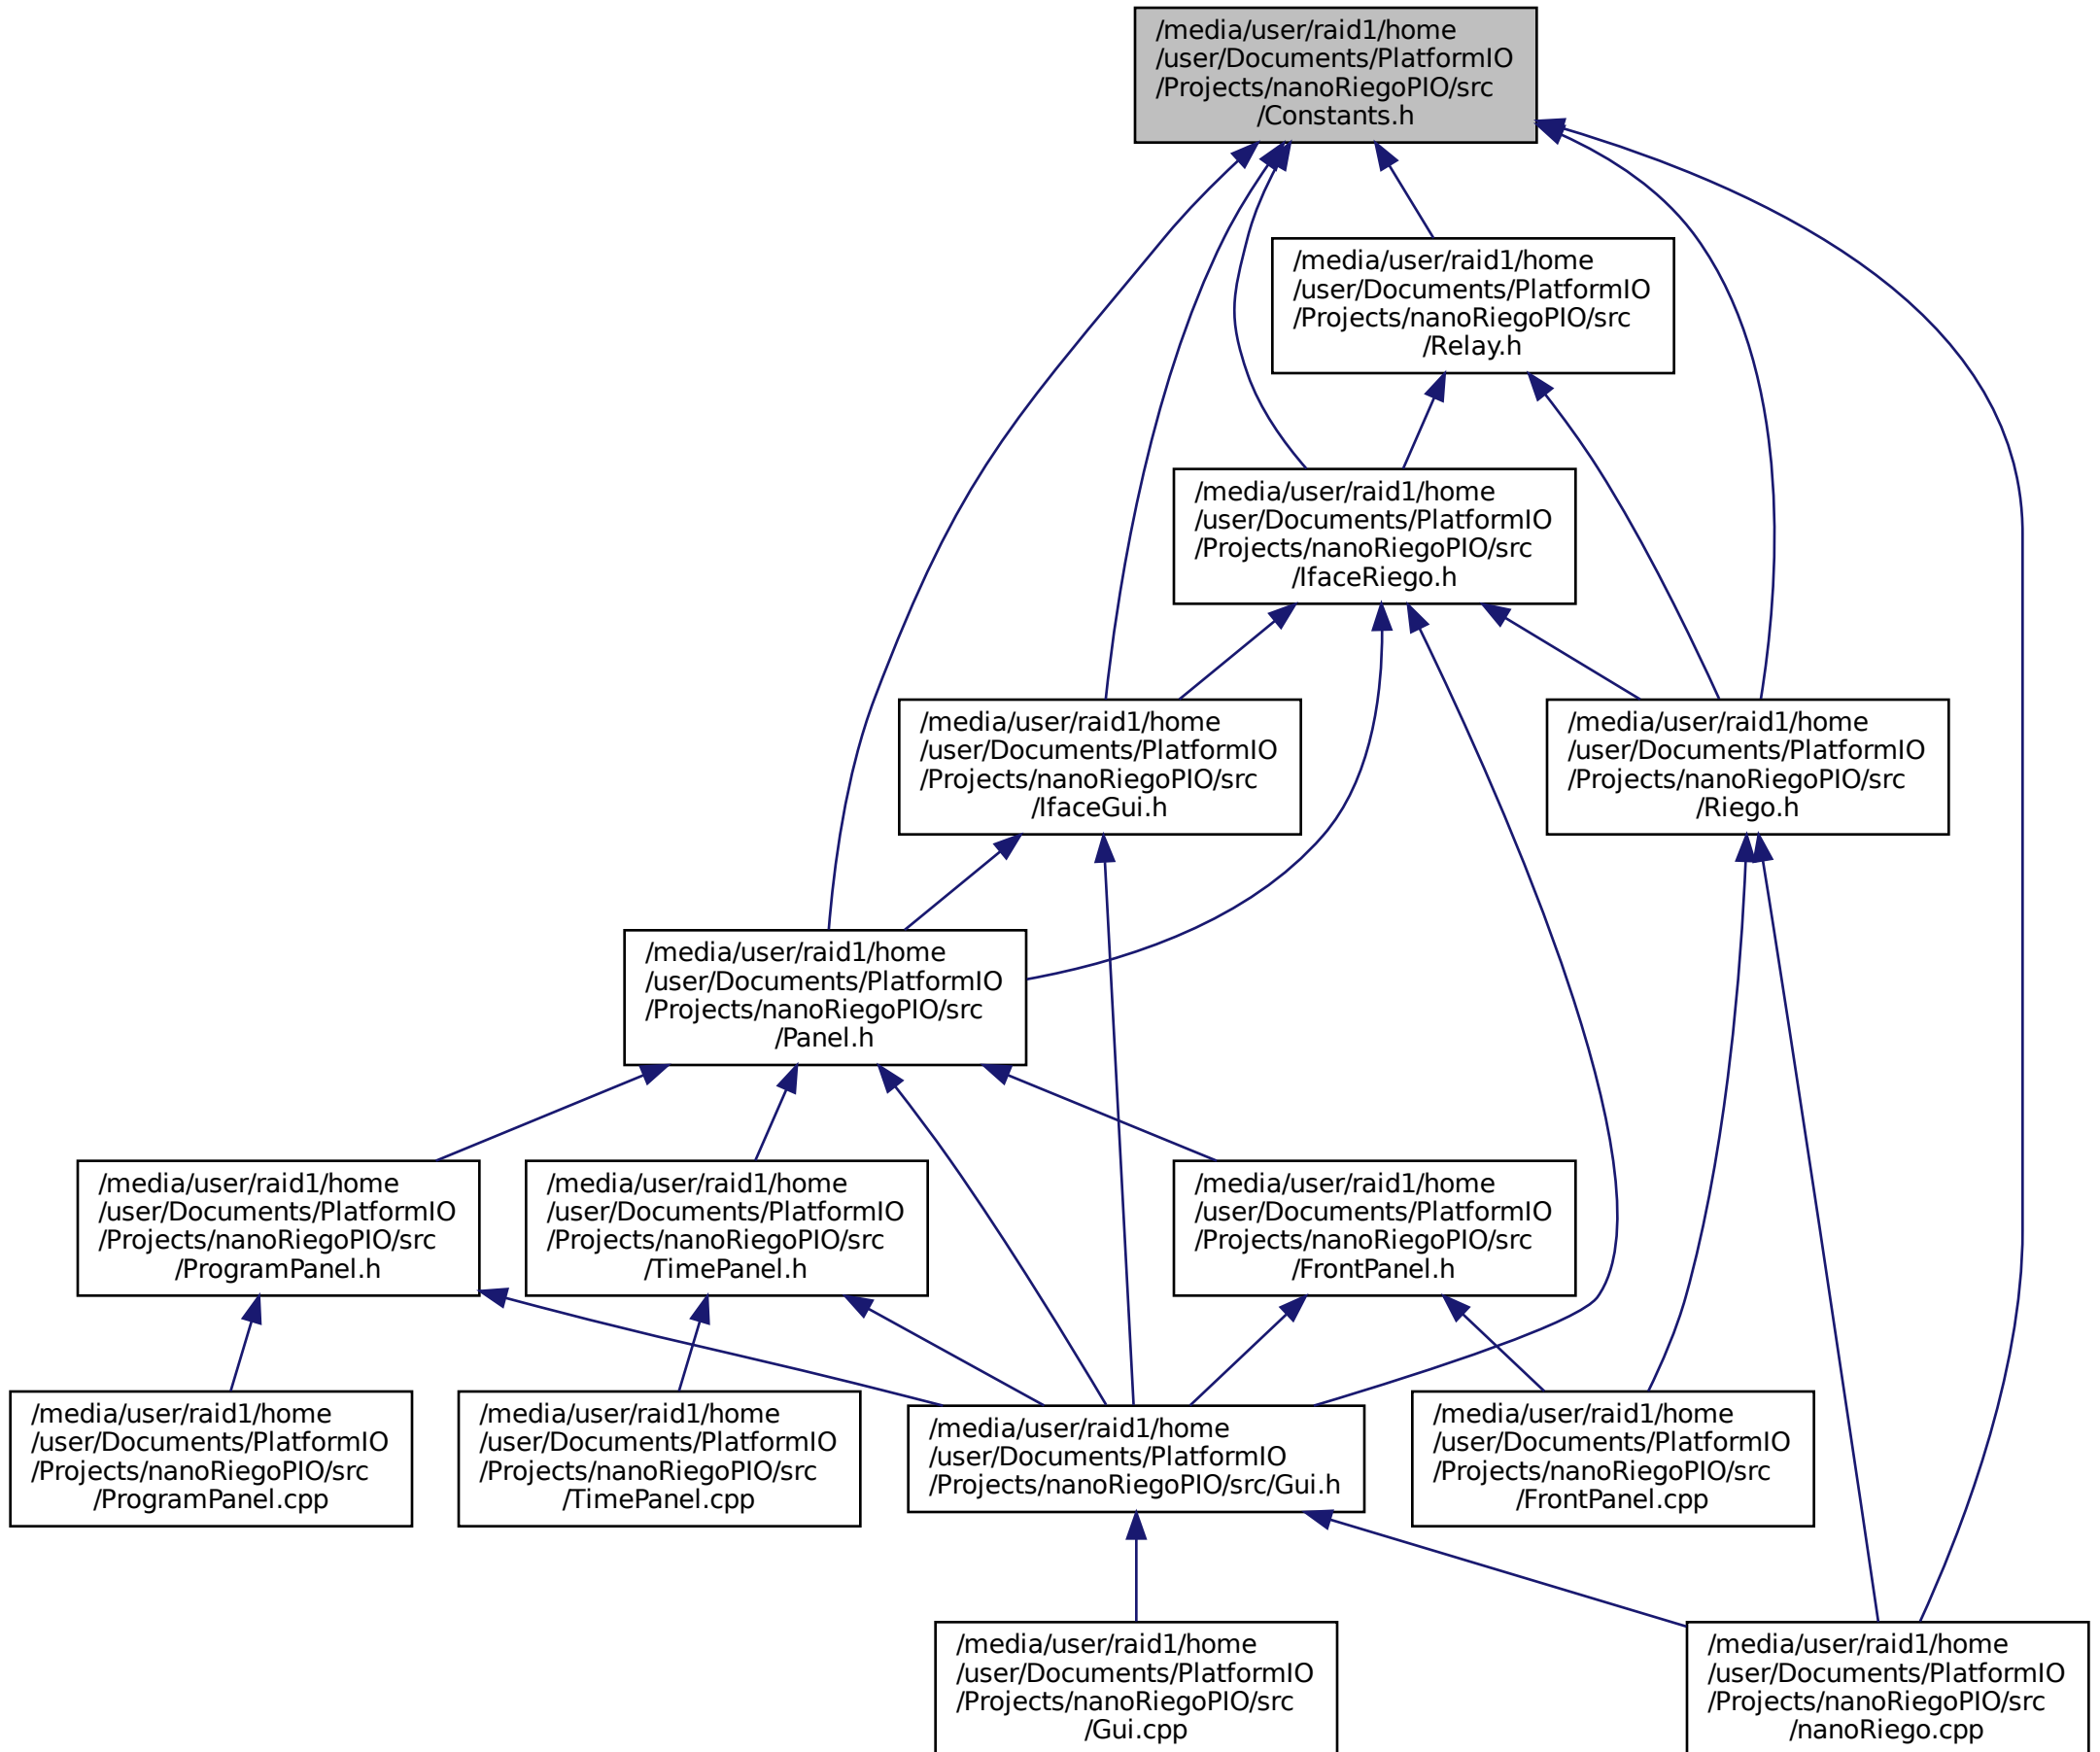 /media/user/raid1/home
/user/Documents/PlatformIO
/Projects/nanoRiegoPIO/src
/Constants.h
/media/user/raid1/home
/user/Documents/PlatformIO
/Projects/nanoRiegoPIO/src
/Relay.h
/media/user/raid1/home
/user/Documents/PlatformIO
/Projects/nanoRiegoPIO/src
/IfaceRiego.h
/media/user/raid1/home
/user/Documents/PlatformIO
/Projects/nanoRiegoPIO/src
/IfaceGui.h
/media/user/raid1/home
/user/Documents/PlatformIO
/Projects/nanoRiegoPIO/src
/Riego.h
/media/user/raid1/home
/user/Documents/PlatformIO
/Projects/nanoRiegoPIO/src
/Panel.h
/media/user/raid1/home
/user/Documents/PlatformIO
/Projects/nanoRiegoPIO/src
/ProgramPanel.h
/media/user/raid1/home
/user/Documents/PlatformIO
/Projects/nanoRiegoPIO/src
/TimePanel.h
/media/user/raid1/home
/user/Documents/PlatformIO
/Projects/nanoRiegoPIO/src
/FrontPanel.h
/media/user/raid1/home
/user/Documents/PlatformIO
/Projects/nanoRiegoPIO/src
/ProgramPanel.cpp
/media/user/raid1/home
/user/Documents/PlatformIO
/Projects/nanoRiegoPIO/src
/TimePanel.cpp
/media/user/raid1/home
/user/Documents/PlatformIO
/Projects/nanoRiegoPIO/src/Gui.h
/media/user/raid1/home
/user/Documents/PlatformIO
/Projects/nanoRiegoPIO/src
/FrontPanel.cpp
/media/user/raid1/home
/user/Documents/PlatformIO
/Projects/nanoRiegoPIO/src
/Gui.cpp
/media/user/raid1/home
/user/Documents/PlatformIO
/Projects/nanoRiegoPIO/src
/nanoRiego.cpp